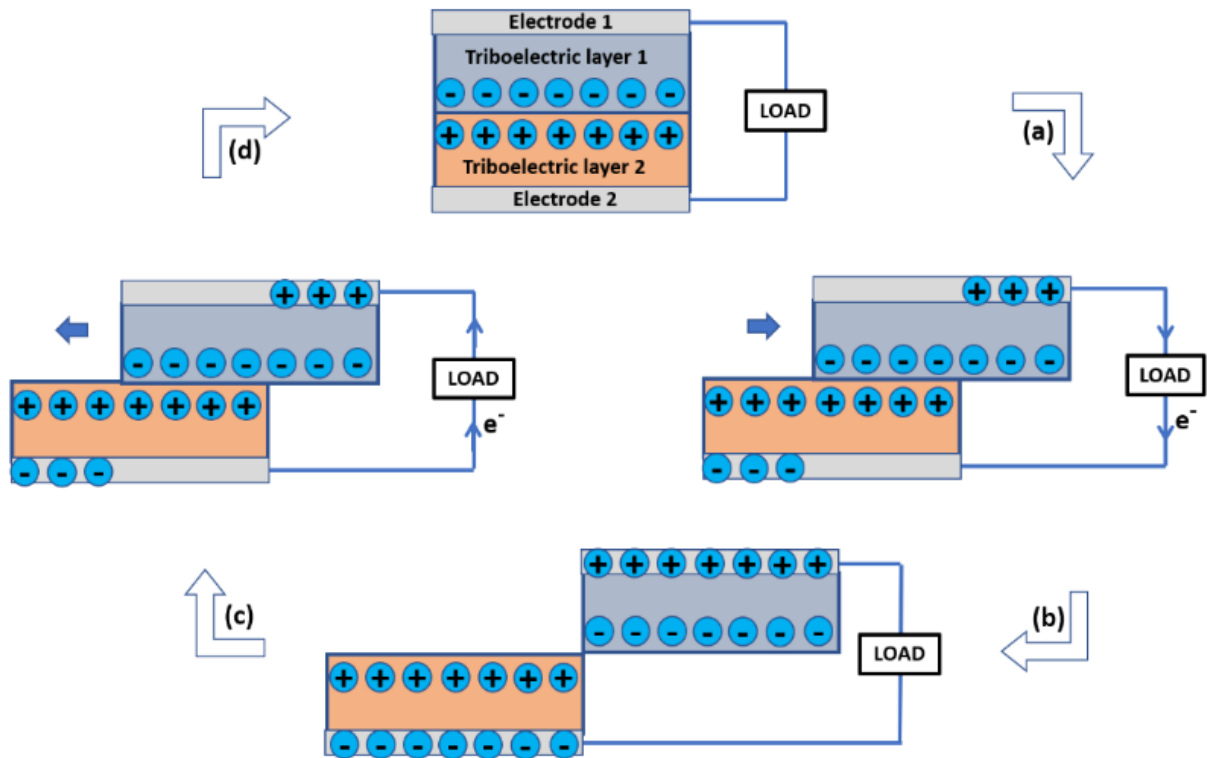 Electrode 1
Triboelectric layer 1
- - - - - - -
LOAD
(a)
(d)
+ + + + + + +
Triboelectric layer 2
Electrode 2
+ + +
- - - - - - -
LOAD
+ + + + + + +
e-
- - -
+ + +
- - - - - - -
LOAD
+ + + + + + +
e-
- - -
+ + + + + + +
(c)
- - - - - - -
(b)
LOAD
+ + + + + + +
- - - - - - -